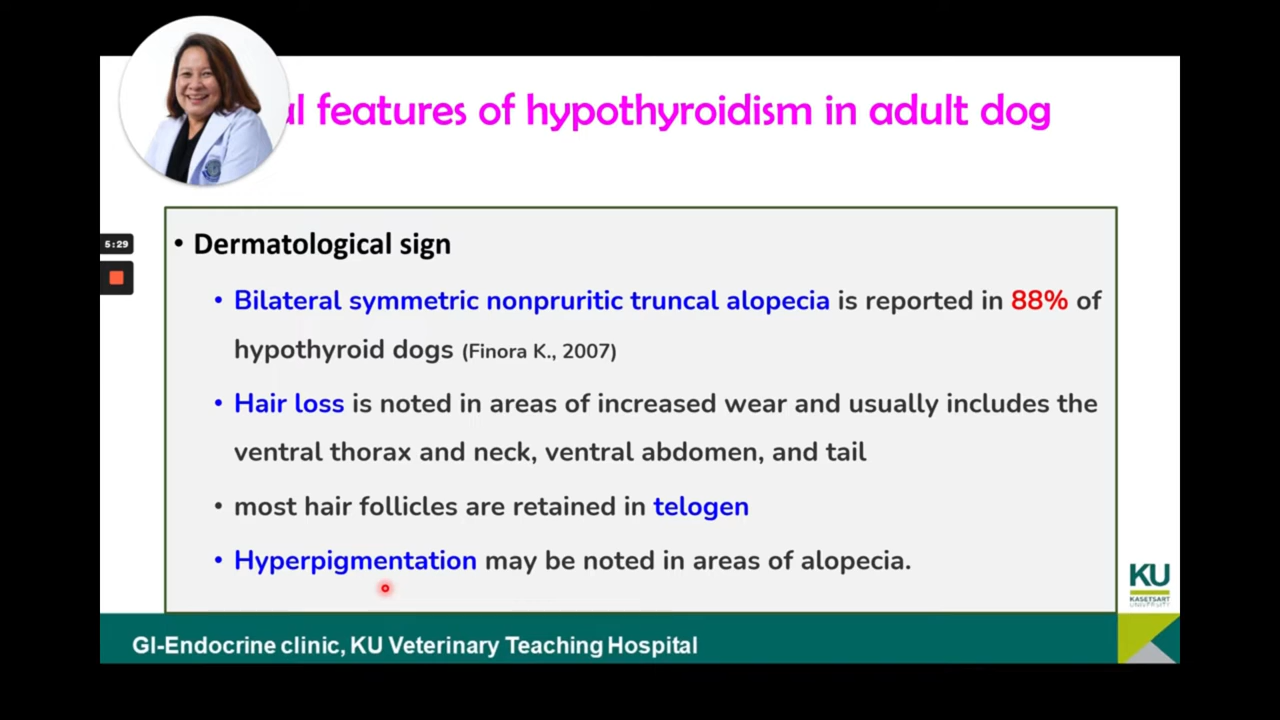 al features of hypothyroidism in adult dog
5:29
• Dermatological sign
• Bilateral symmetric nonpruritic truncal alopecia is reported in 88% of
hypothyroid dogs (Finora K., 2007)
• Hair loss is noted in areas of increased wear and usually includes the
ventral thorax and neck, ventral abdomen, and tail
• most hair follicles are retained in telogen
• Hyperpigmentation may be noted in areas of alopecia.
KU
KASETSART
UNIVERSITY
GI-Endocrine clinic, KU Veterinary Teaching Hospital